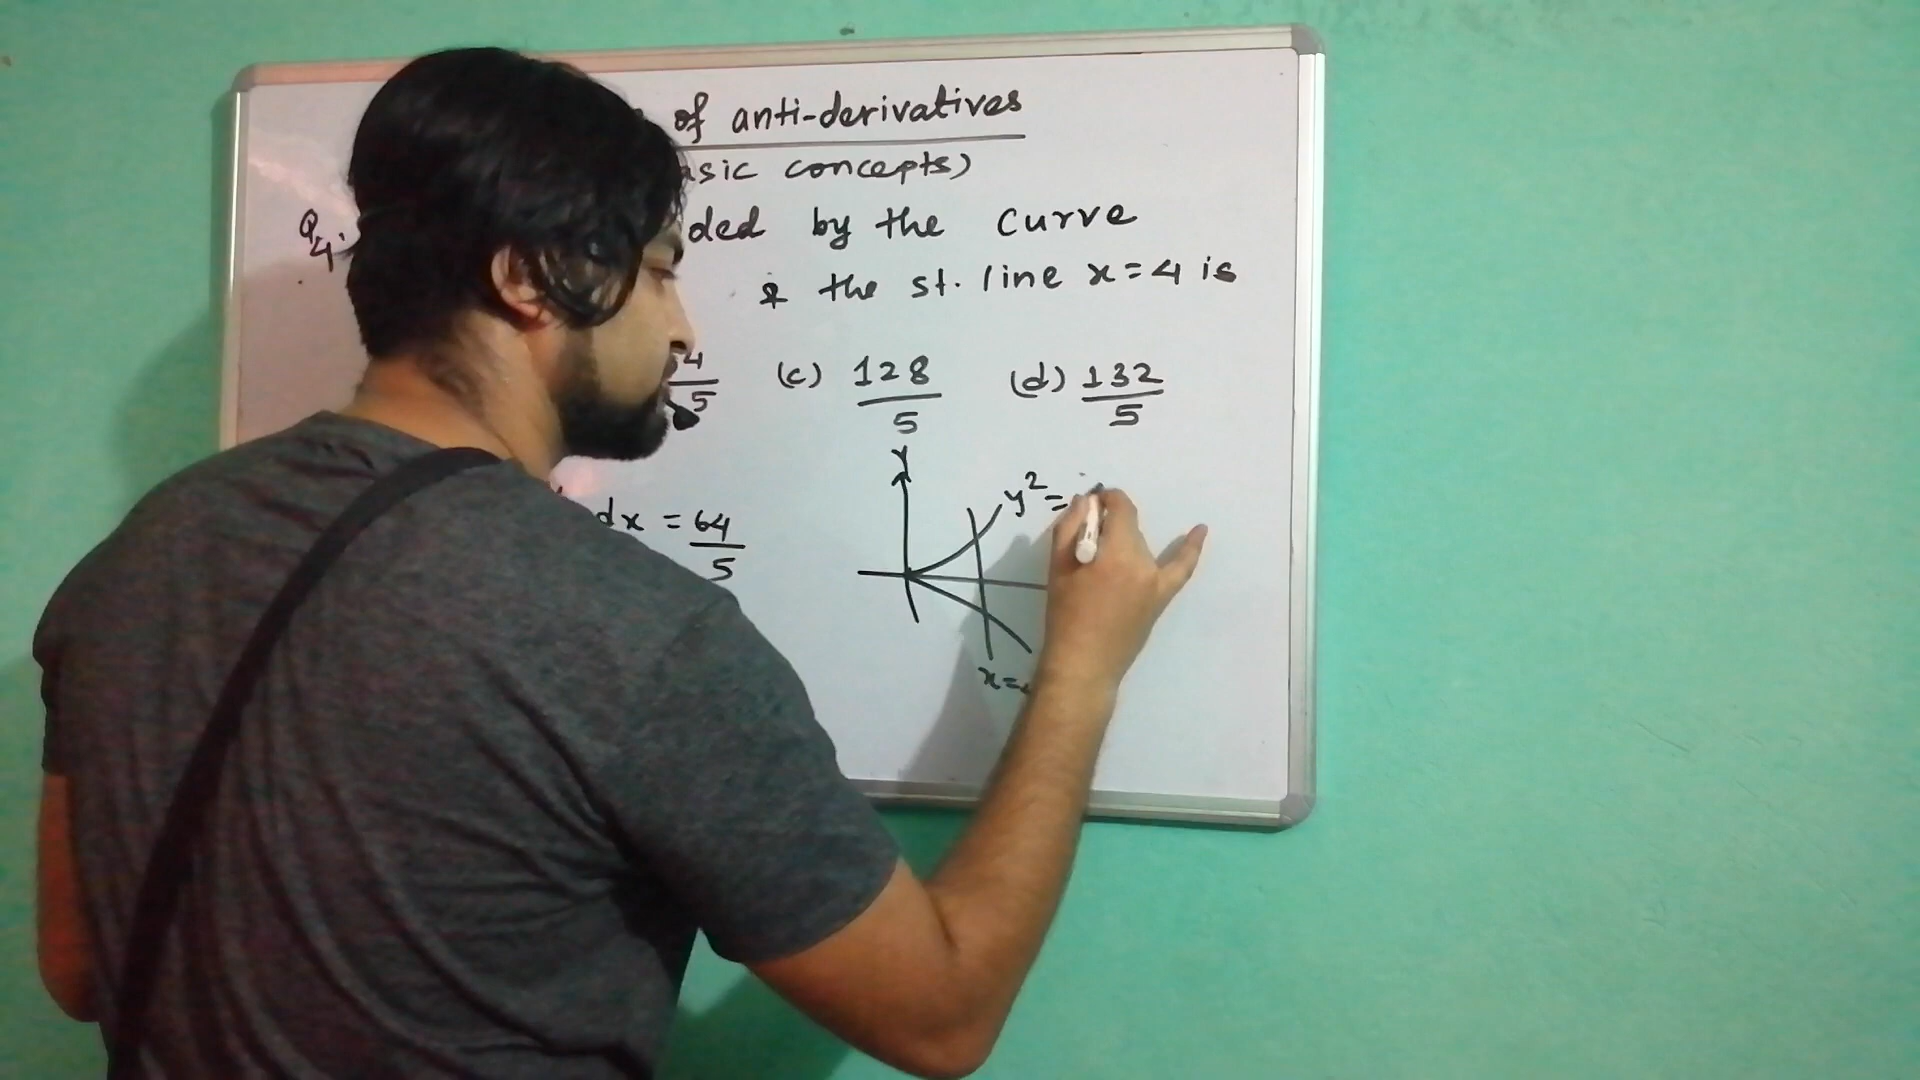 of anti-derivatives
asic concepts)
Q4. ded by the curve
& the st. line x=4 is
4/5 (c) 128/5 (d) 132/5
Y
y²=
dx = 64/5
x=